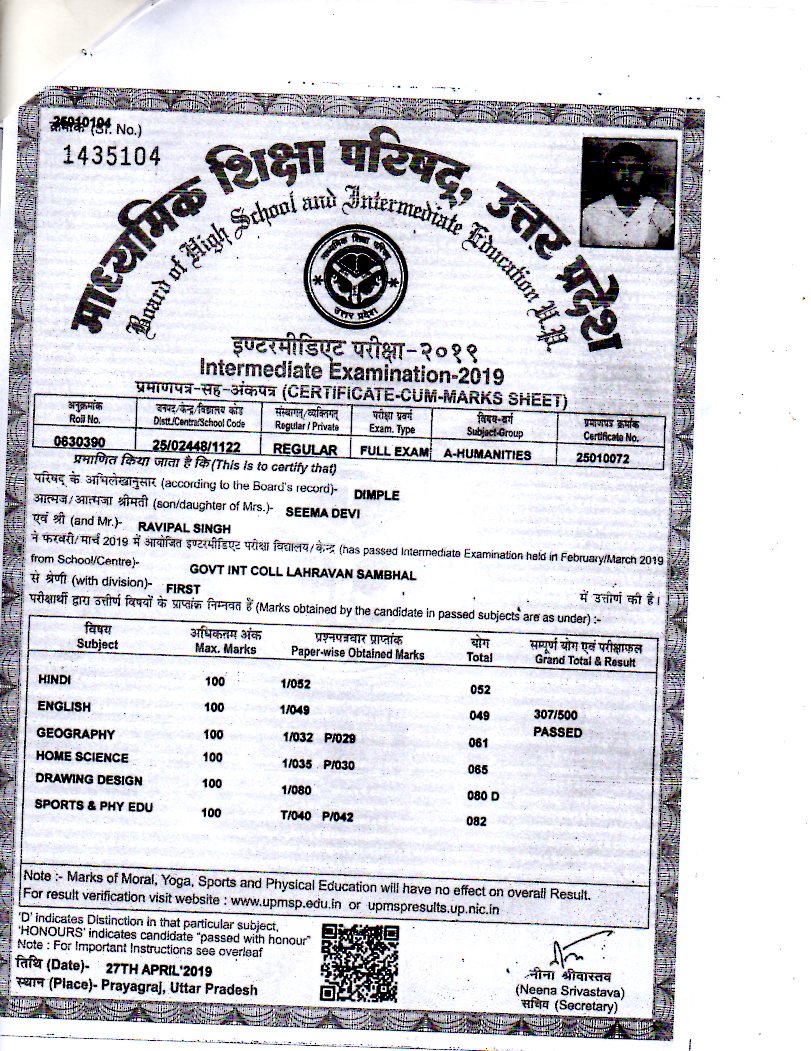 25010104
क्रमांक (Sr. No.)
1435104
माध्यमिक शिक्षा परिषद्, उत्तर प्रदेश
Board of High School and Intermediate Education U.P.
माध्यमिक शिक्षा परिषद
उत्तर प्रदेश
इण्टरमीडिएट परीक्षा-२०१९
Intermediate Examination-2019
प्रमाणपत्र-सह-अंकपत्र (CERTIFICATE-CUM-MARKS SHEET)
अनुक्रमांक जनपद/केन्द्र/विद्यालय कोड संस्थागत/व्यक्तिगत परीक्षा प्रवर्ग विषय-वर्ग प्रमाणपत्र क्रमांक
Roll No. Distt./Centre/School Code Regular / Private Exam. Type Subject-Group Certificate No.
0630390 25/02448/1122 REGULAR FULL EXAM A-HUMANITIES 25010072
प्रमाणित किया जाता है कि (This is to certify that)
परिषद के अभिलेखानुसार (according to the Board's record)- DIMPLE
आत्मज/आत्मजा श्रीमती (son/daughter of Mrs.)- SEEMA DEVI
एवं श्री (and Mr.)- RAVIPAL SINGH
ने फरवरी/मार्च 2019 में आयोजित इण्टरमीडिएट परीक्षा विद्यालय/केन्द्र (has passed Intermediate Examination held in February/March 2019
from School/Centre)- GOVT INT COLL LAHRAVAN SAMBHAL
से श्रेणी (with division)- FIRST में उत्तीर्ण की है।
परीक्षार्थी द्वारा उत्तीर्ण विषयों के प्राप्तांक निम्नवत हैं (Marks obtained by the candidate in passed subjects are as under) :-
विषय अधिकतम अंक प्रश्नपत्रवार प्राप्तांक योग सम्पूर्ण योग एवं परीक्षाफल
Subject Max. Marks Paper-wise Obtained Marks Total Grand Total & Result
HINDI 100 1/052 052
ENGLISH 100 1/049 049 307/500
PASSED
GEOGRAPHY 100 1/032 P/029 061
HOME SCIENCE 100 1/035 P/030 065
DRAWING DESIGN 100 1/080 080 D
SPORTS & PHY EDU 100 T/040 P/042 082
Note :- Marks of Moral, Yoga, Sports and Physical Education will have no effect on overall Result.
For result verification visit website : www.upmsp.edu.in or upmspresults.up.nic.in
'D' indicates Distinction in that particular subject,
'HONOURS' indicates candidate "passed with honour"
Note : For Important Instructions see overleaf
तिथि (Date)- 27TH APRIL'2019
स्थान (Place)- Prayagraj, Uttar Pradesh
नीना श्रीवास्तव
(Neena Srivastava)
सचिव (Secretary)